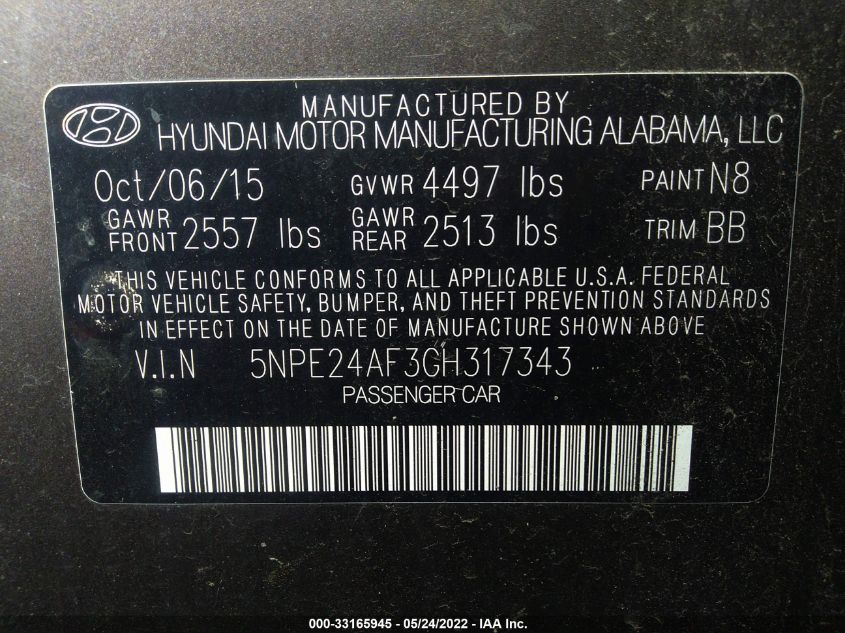 MANUFACTURED BY
HYUNDAI MOTOR MANUFACTURING ALABAMA, LLC
Oct/06/15 GVWR 4497 lbs PAINT N8
GAWR FRONT 2557 lbs GAWR REAR 2513 lbs TRIM BB
THIS VEHICLE CONFORMS TO ALL APPLICABLE U.S.A. FEDERAL
MOTOR VEHICLE SAFETY, BUMPER, AND THEFT PREVENTION STANDARDS
IN EFFECT ON THE DATE OF MANUFACTURE SHOWN ABOVE
V.I.N 5NPE24AF3GH317343
PASSENGER CAR
000-33165945 - 05/24/2022 - IAA Inc.